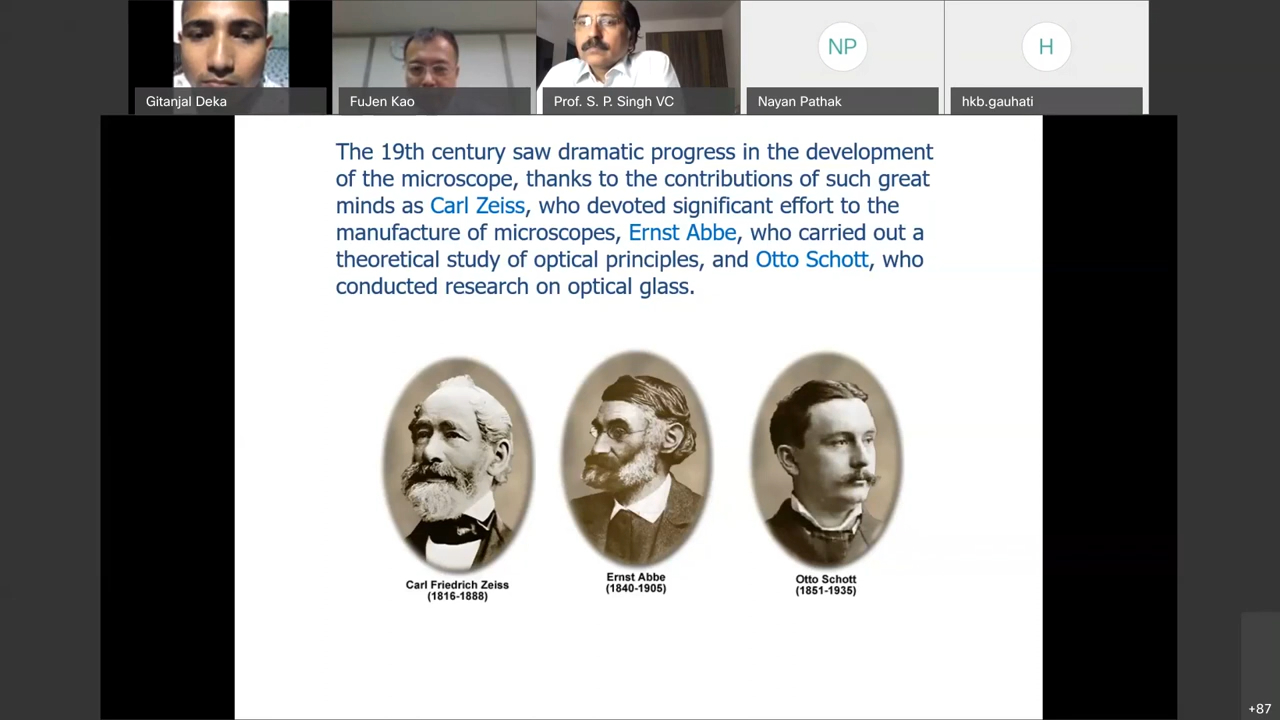 NP
H
Gitanjal Deka
FuJen Kao
Prof. S. P. Singh VC
Nayan Pathak
hkb.gauhati
The 19th century saw dramatic progress in the development
of the microscope, thanks to the contributions of such great
minds as Carl Zeiss, who devoted significant effort to the
manufacture of microscopes, Ernst Abbe, who carried out a
theoretical study of optical principles, and Otto Schott, who
conducted research on optical glass.
Carl Friedrich Zeiss
(1816-1888)
Ernst Abbe
(1840-1905)
Otto Schott
(1851-1935)
+87